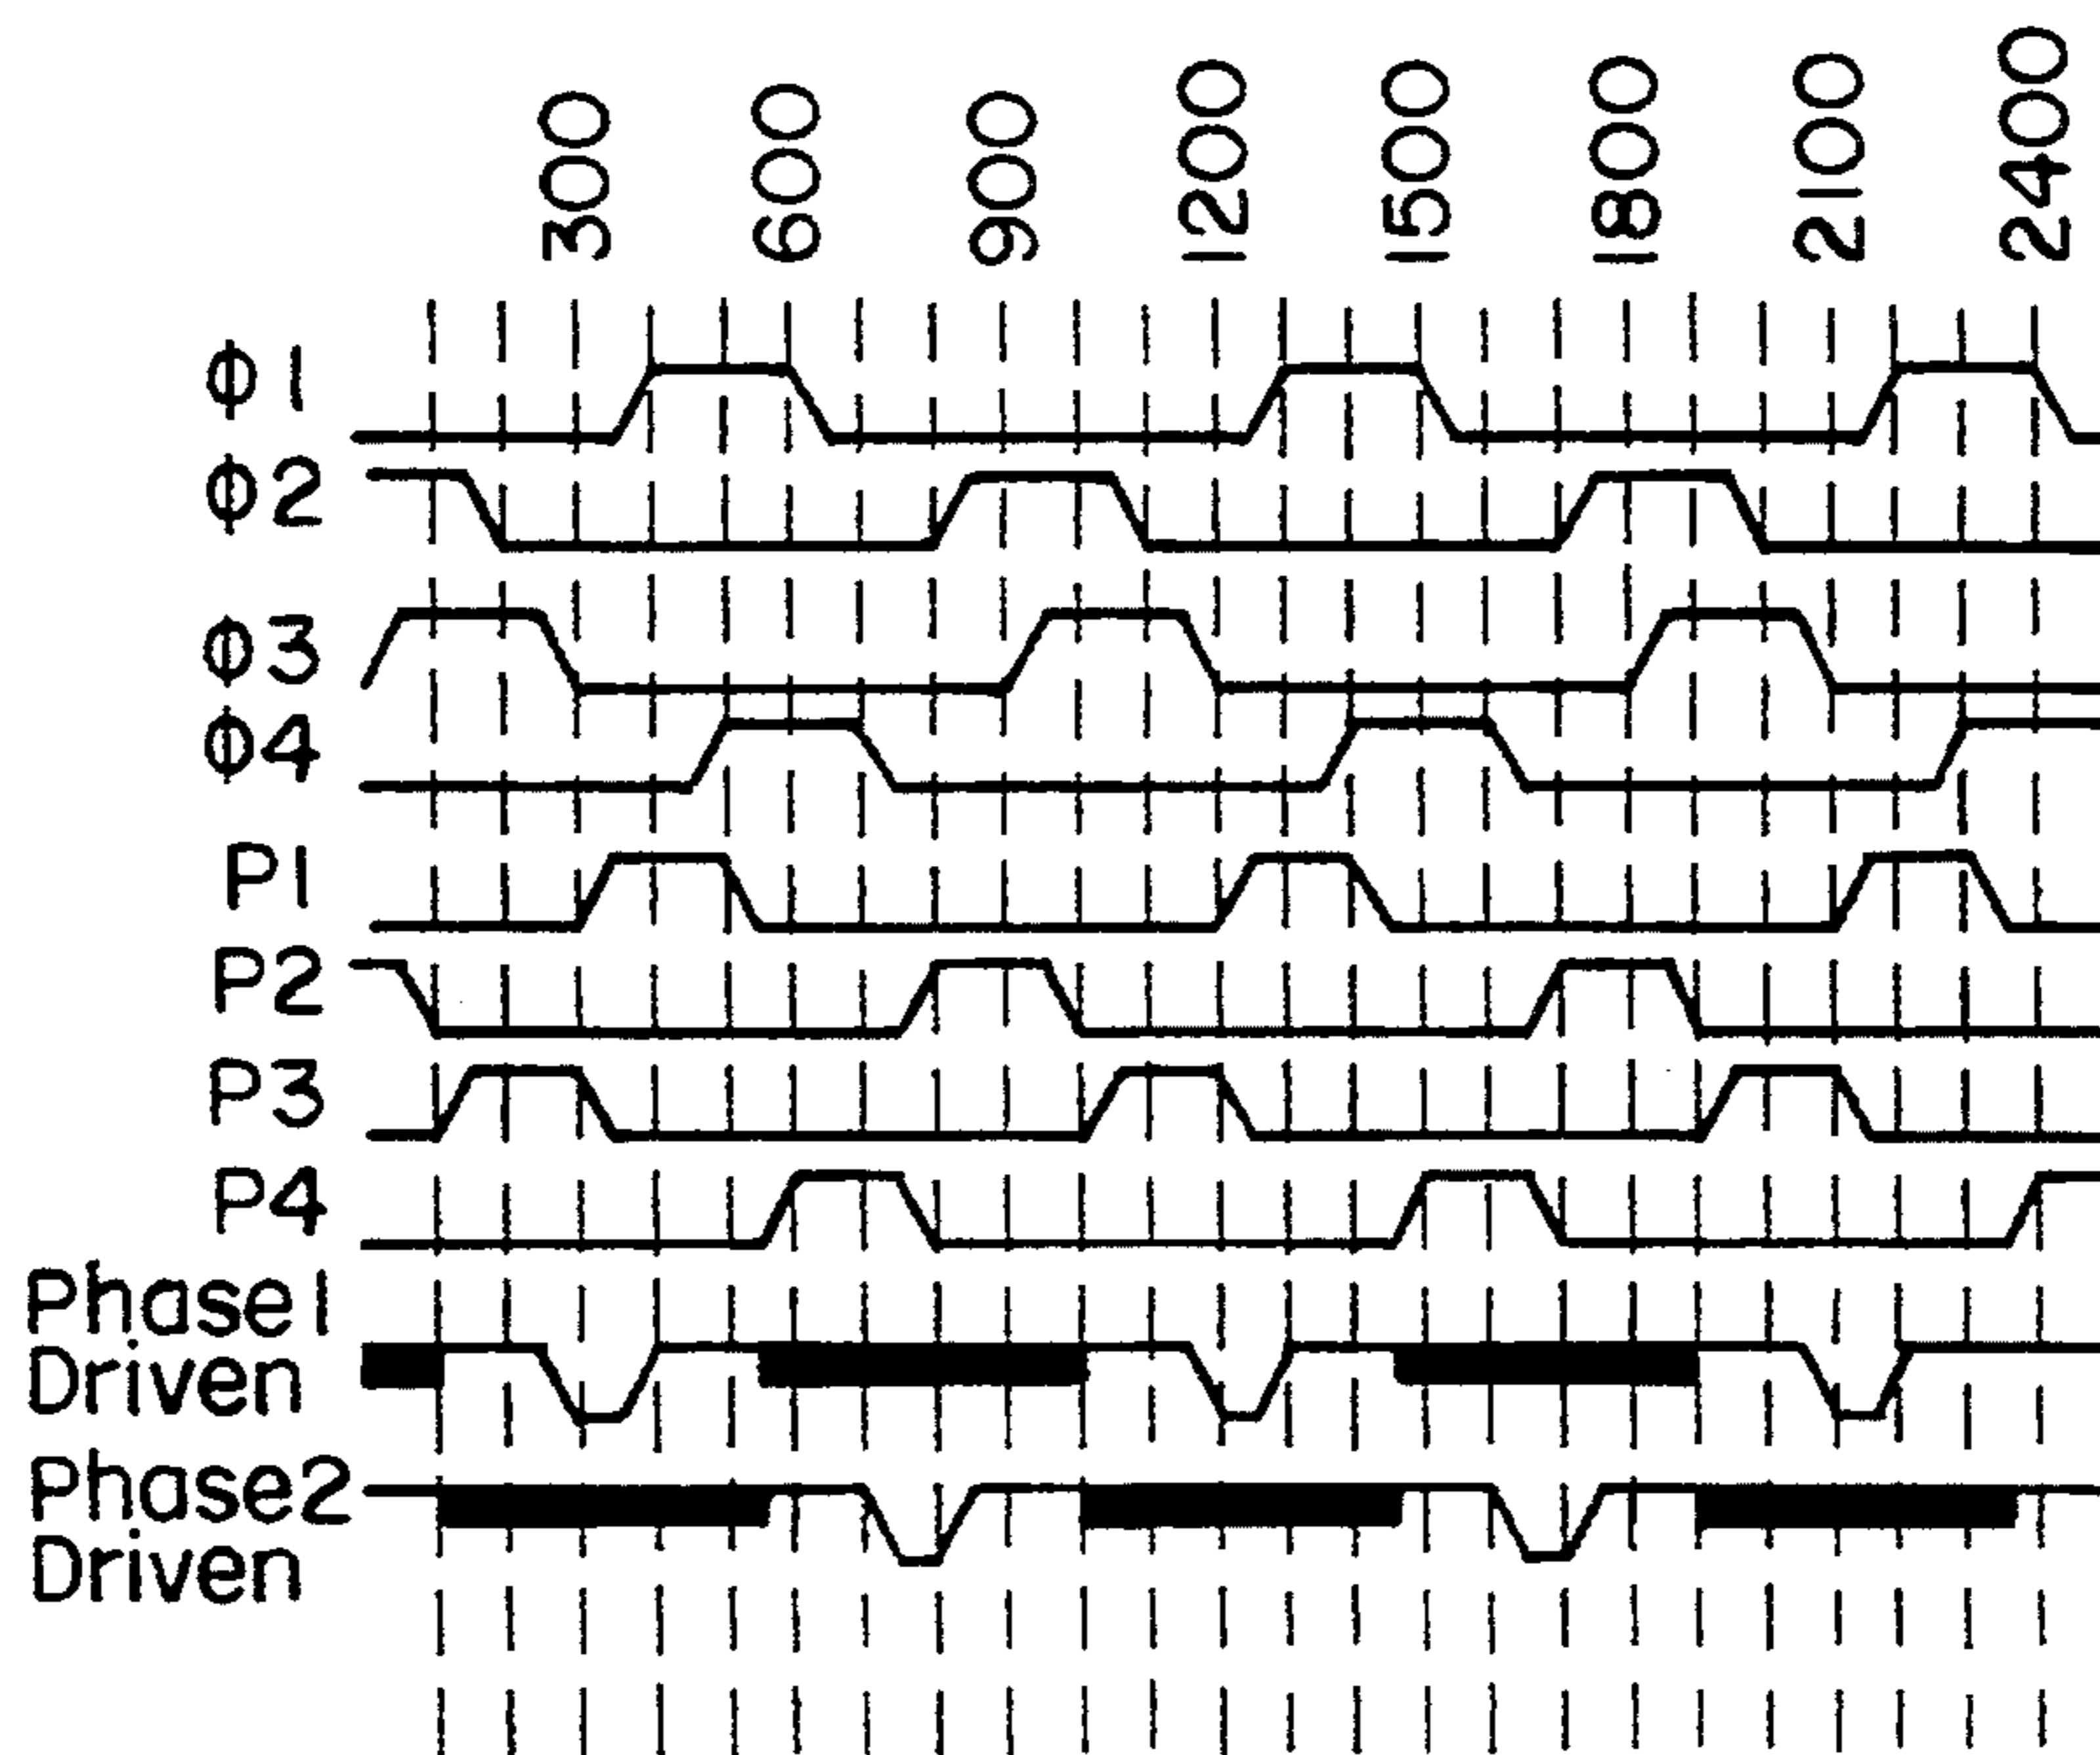 300 600 900 1200 1500 1800 2100 2400
Φ1
Φ2
Φ3
Φ4
P1
P2
P3
P4
Phase1
Driven
Phase2
Driven